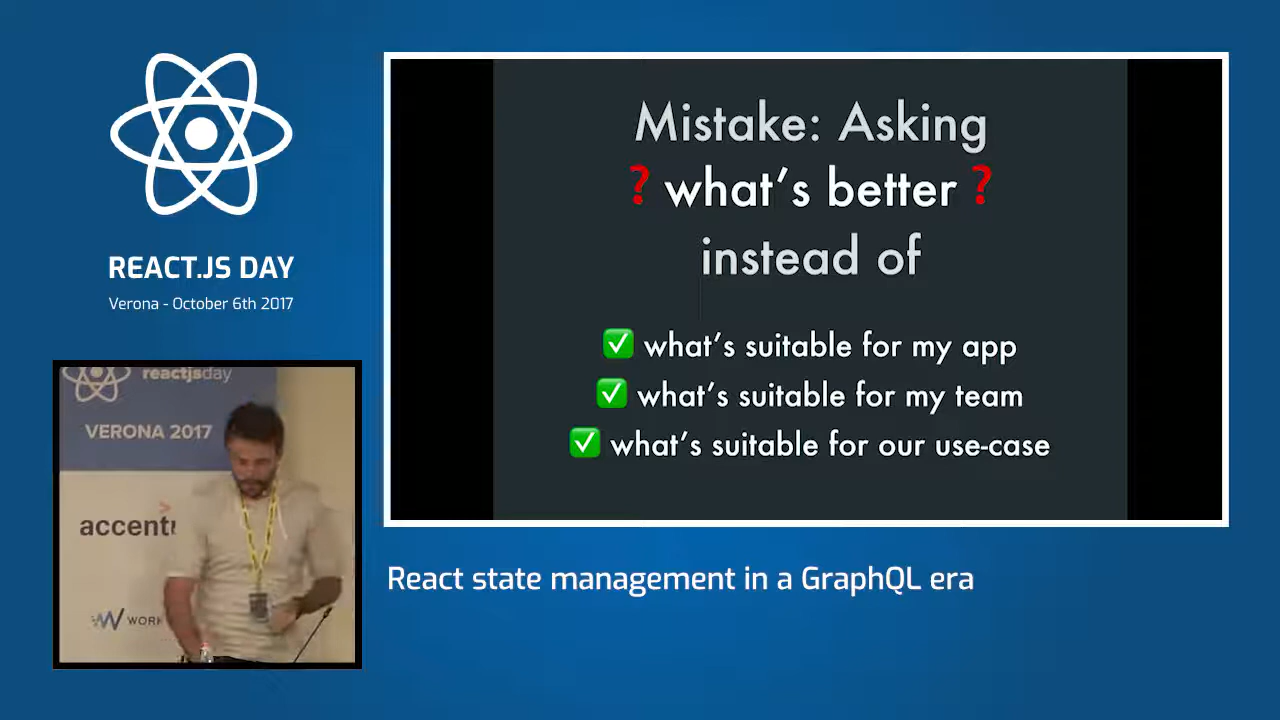 REACT.JS DAY
Verona - October 6th 2017
Mistake: Asking
❓ what's better ❓
instead of
✅ what's suitable for my app
✅ what's suitable for my team
✅ what's suitable for our use-case
reactjsday
VERONA 2017
accent
WORK
React state management in a GraphQL era